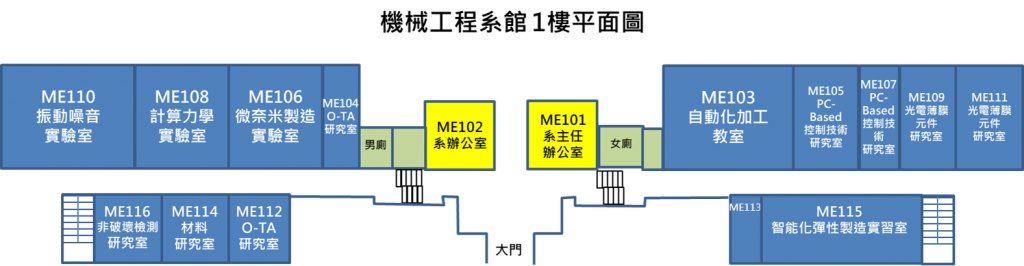 機械工程系館 1樓平面圖
ME110
振動噪音
實驗室
ME108
計算力學
實驗室
ME106
微奈米製造
實驗室
ME104
O-TA
研究室
男廁
ME102
系辦公室
ME101
系主任
辦公室
女廁
ME103
自動化加工
教室
ME105
PC-
Based
控制技術
研究室
ME107
PC-
Based
控制技
術
研究室
ME109
光電薄膜
元件
研究室
ME111
光電薄膜
元件
研究室
ME116
非破壞檢測
研究室
ME114
材料
研究室
ME112
O-TA
研究室
大門
ME113
ME115
智能化彈性製造實習室